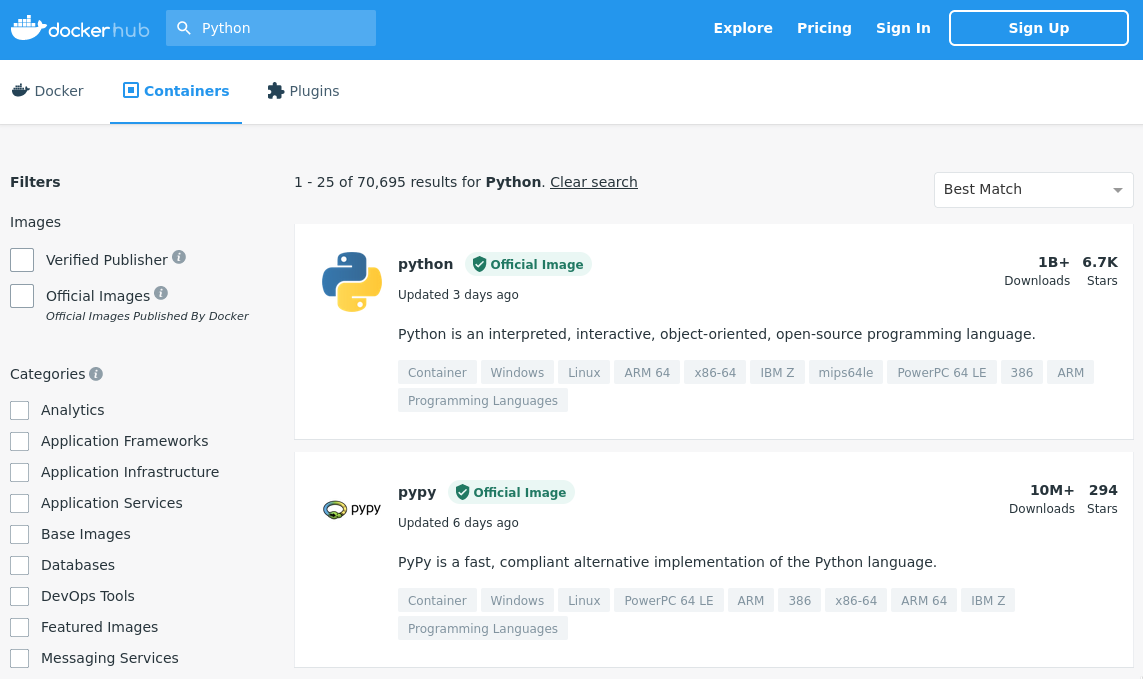 dockerhub Python Explore Pricing Sign In Sign Up
Docker Containers Plugins
Filters
Images
Verified Publisher i
Official Images i
Official Images Published By Docker
Categories i
Analytics
Application Frameworks
Application Infrastructure
Application Services
Base Images
Databases
DevOps Tools
Featured Images
Messaging Services
1 - 25 of 70,695 results for Python. Clear search
Best Match
python Official Image
Updated 3 days ago
1B+ 6.7K
Downloads Stars
Python is an interpreted, interactive, object-oriented, open-source programming language.
Container Windows Linux ARM 64 x86-64 IBM Z mips64le PowerPC 64 LE 386 ARM
Programming Languages
pypy
pypy Official Image
Updated 6 days ago
10M+ 294
Downloads Stars
PyPy is a fast, compliant alternative implementation of the Python language.
Container Windows Linux PowerPC 64 LE ARM 386 x86-64 ARM 64 IBM Z
Programming Languages